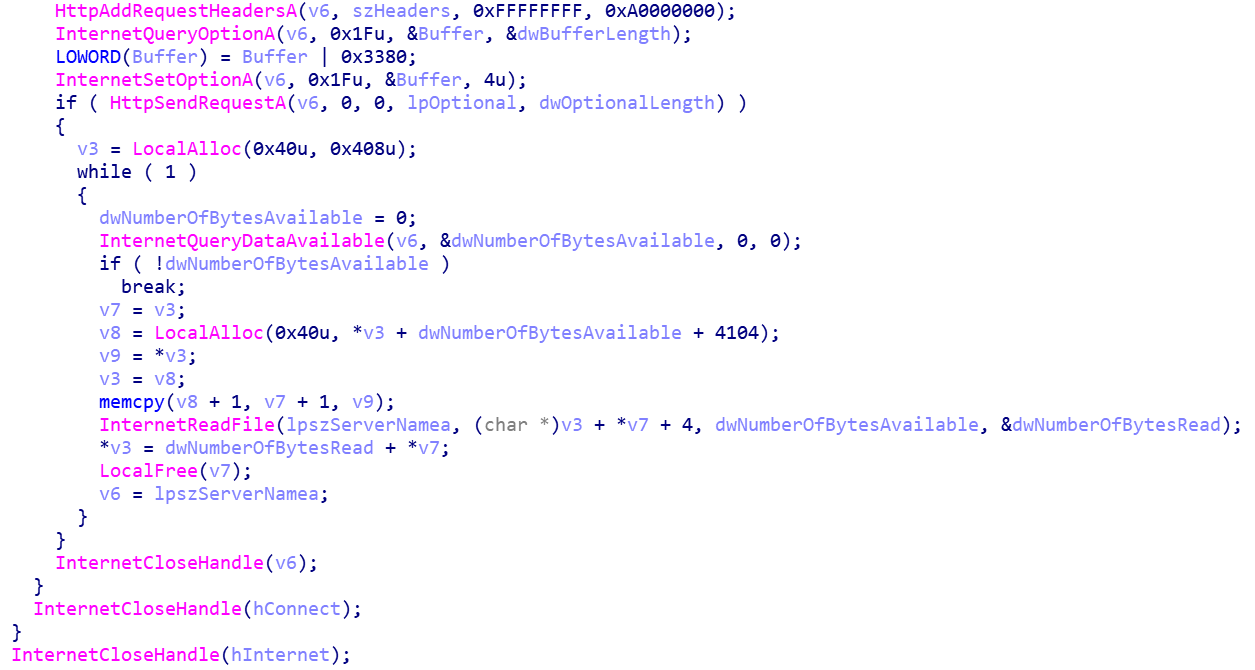 HttpAddRequestHeadersA(v6, szHeaders, 0xFFFFFFFF, 0xA0000000);
InternetQueryOptionA(v6, 0x1Fu, &Buffer, &dwBufferLength);
LOWORD(Buffer) = Buffer | 0x3380;
InternetSetOptionA(v6, 0x1Fu, &Buffer, 4u);
if ( HttpSendRequestA(v6, 0, 0, lpOptional, dwOptionalLength) )
{
v3 = LocalAlloc(0x40u, 0x408u);
while ( 1 )
{
dwNumberOfBytesAvailable = 0;
InternetQueryDataAvailable(v6, &dwNumberOfBytesAvailable, 0, 0);
if ( !dwNumberOfBytesAvailable )
break;
v7 = v3;
v8 = LocalAlloc(0x40u, *v3 + dwNumberOfBytesAvailable + 4104);
v9 = *v3;
v3 = v8;
memcpy(v8 + 1, v7 + 1, v9);
InternetReadFile(lpszServerNamea, (char *)v3 + *v7 + 4, dwNumberOfBytesAvailable, &dwNumberOfBytesRead);
*v3 = dwNumberOfBytesRead + *v7;
LocalFree(v7);
v6 = lpszServerNamea;
}
}
InternetCloseHandle(v6);
}
InternetCloseHandle(hConnect);
}
InternetCloseHandle(hInternet);